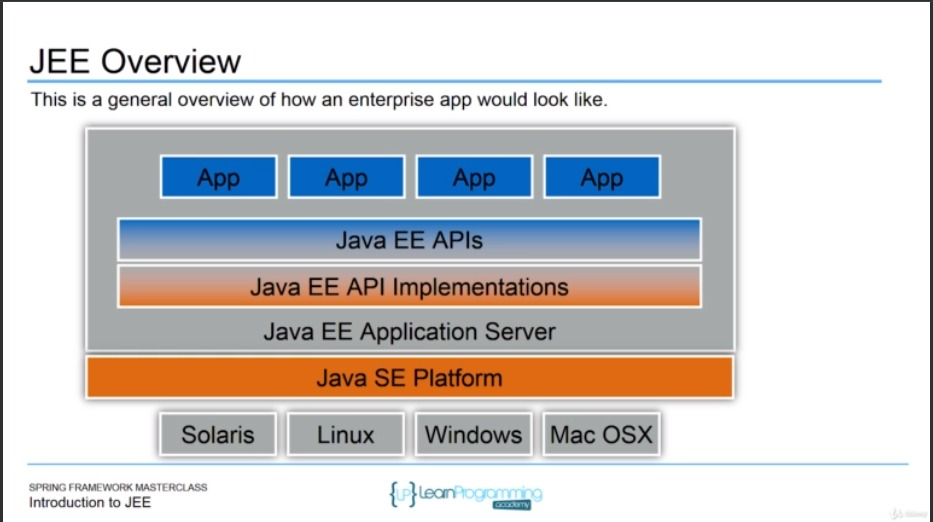 JEE Overview
This is a general overview of how an enterprise app would look like.
App App App App
Java EE APIs
Java EE API Implementations
Java EE Application Server
Java SE Platform
Solaris Linux Windows Mac OSX
SPRING FRAMEWORK MASTERCLASS
Introduction to JEE
{LP} LearnProgramming
academy